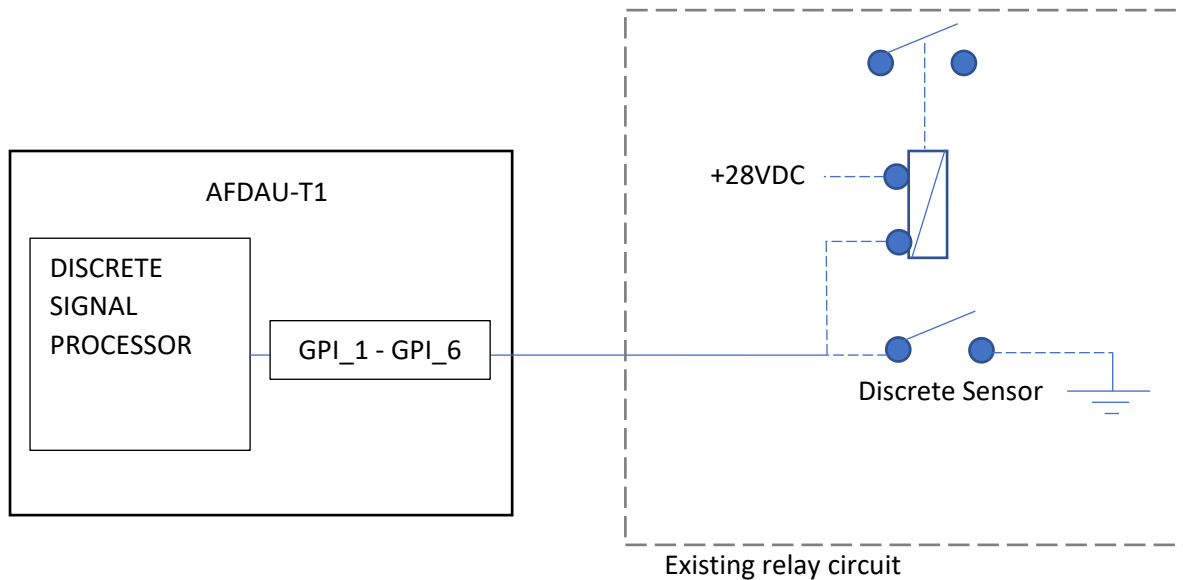 AFDAU-T1
DISCRETE
SIGNAL
PROCESSOR
GPI_1 - GPI_6
+28VDC
Discrete Sensor
Existing relay circuit